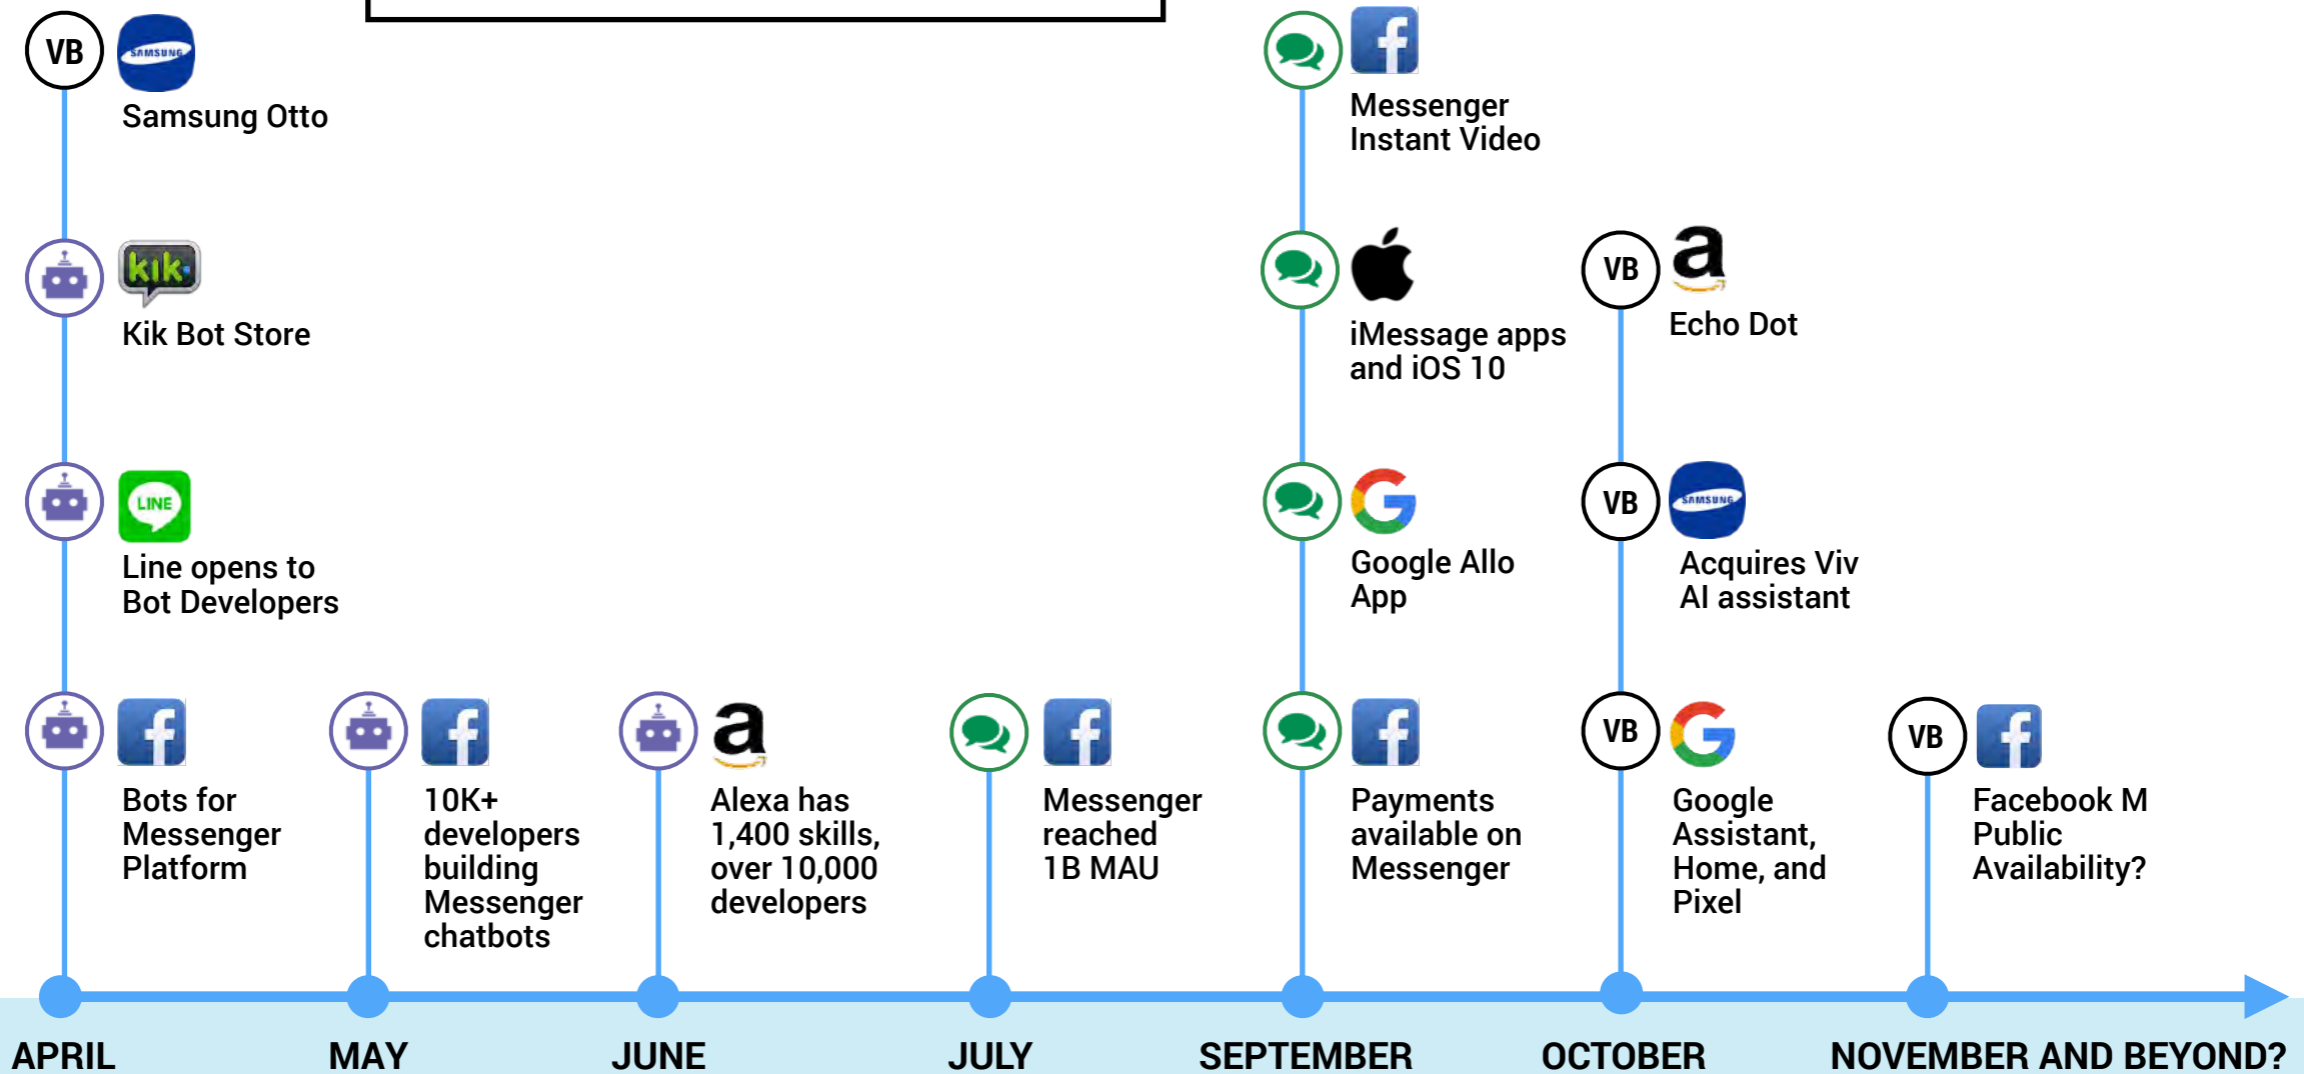 VB
SAMSUNG
Samsung Otto
kik
Kik Bot Store
LINE
Line opens to
Bot Developers
f
Bots for
Messenger
Platform
f
10K+
developers
building
Messenger
chatbots
a
Alexa has
1,400 skills,
over 10,000
developers
f
Messenger
reached
1B MAU
f
Messenger
Instant Video
iMessage apps
and iOS 10
G
Google Allo
App
f
Payments
available on
Messenger
VB
a
Echo Dot
VB
SAMSUNG
Acquires Viv
AI assistant
VB
G
Google
Assistant,
Home, and
Pixel
VB
f
Facebook M
Public
Availability?
APRIL
MAY
JUNE
JULY
SEPTEMBER
OCTOBER
NOVEMBER AND BEYOND?